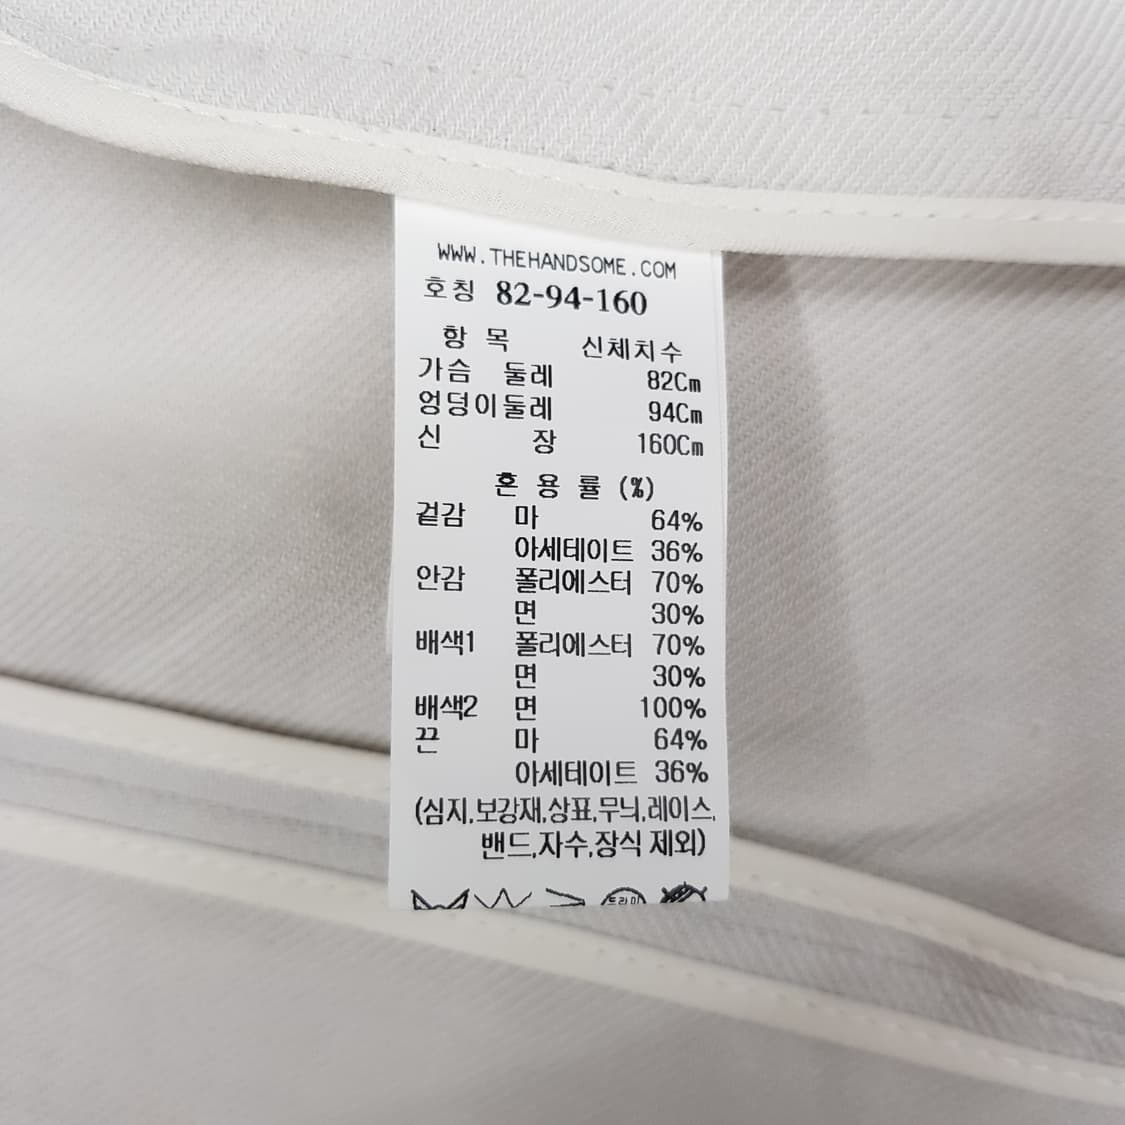 WWW.THEHANDSOME.COM
호칭 82-94-160
항 목 신체치수
가슴 둘레 82Cm
엉덩이둘레 94Cm
신 장 160Cm
혼 용 률 (%)
겉감 마 64%
아세테이트 36%
안감 폴리에스터 70%
면 30%
배색1 폴리에스터 70%
면 30%
배색2 면 100%
끈 마 64%
아세테이트 36%
(심지,보강재,상표,무늬,레이스,
밴드,자수,장식 제외)
드라이